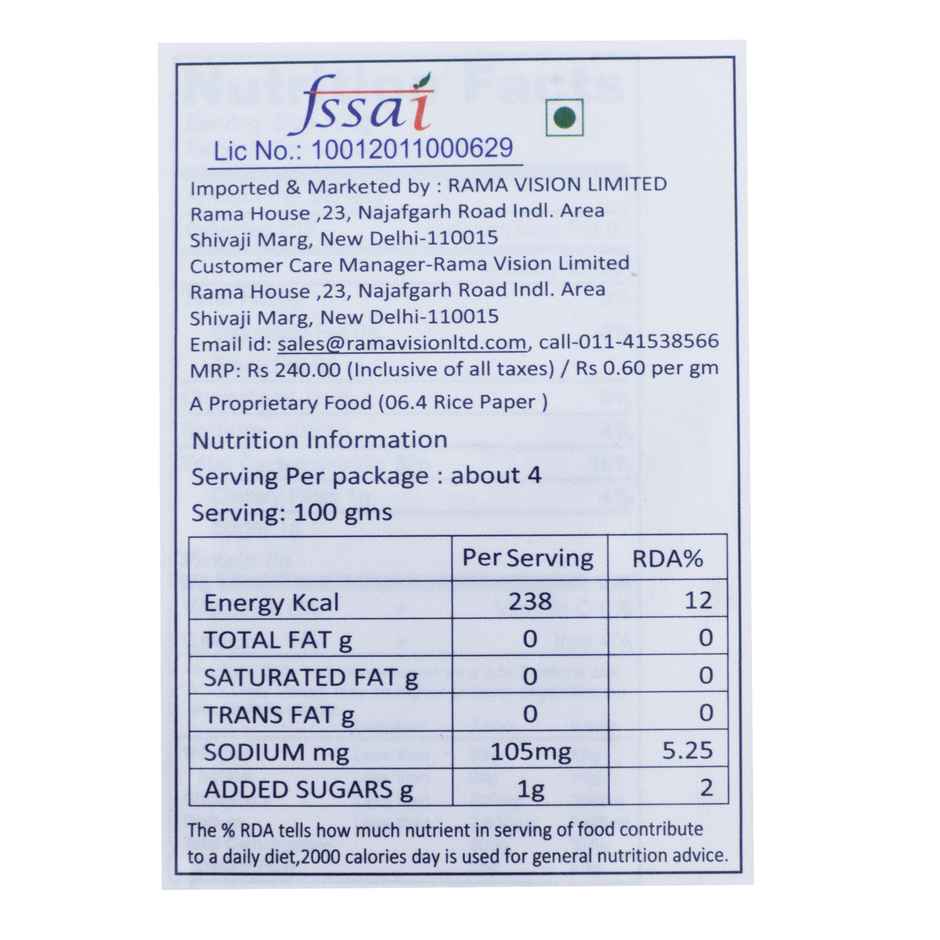 fssai
Lic No.: 10012011000629
Imported & Marketed by : RAMA VISION LIMITED
Rama House ,23, Najafgarh Road Indl. Area
Shivaji Marg, New Delhi-110015
Customer Care Manager-Rama Vision Limited
Rama House ,23, Najafgarh Road Indl. Area
Shivaji Marg, New Delhi-110015
Email id: sales@ramavisionltd.com, call-011-41538566
MRP: Rs 240.00 (Inclusive of all taxes) / Rs 0.60 per gm
A Proprietary Food (06.4 Rice Paper )
Nutrition Information
Serving Per package : about 4
Serving: 100 gms
Per Serving RDA%
Energy Kcal 238 12
TOTAL FAT g 0 0
SATURATED FAT g 0 0
TRANS FAT g 0 0
SODIUM mg 105mg 5.25
ADDED SUGARS g 1g 2
The % RDA tells how much nutrient in serving of food contribute
to a daily diet,2000 calories day is used for general nutrition advice.